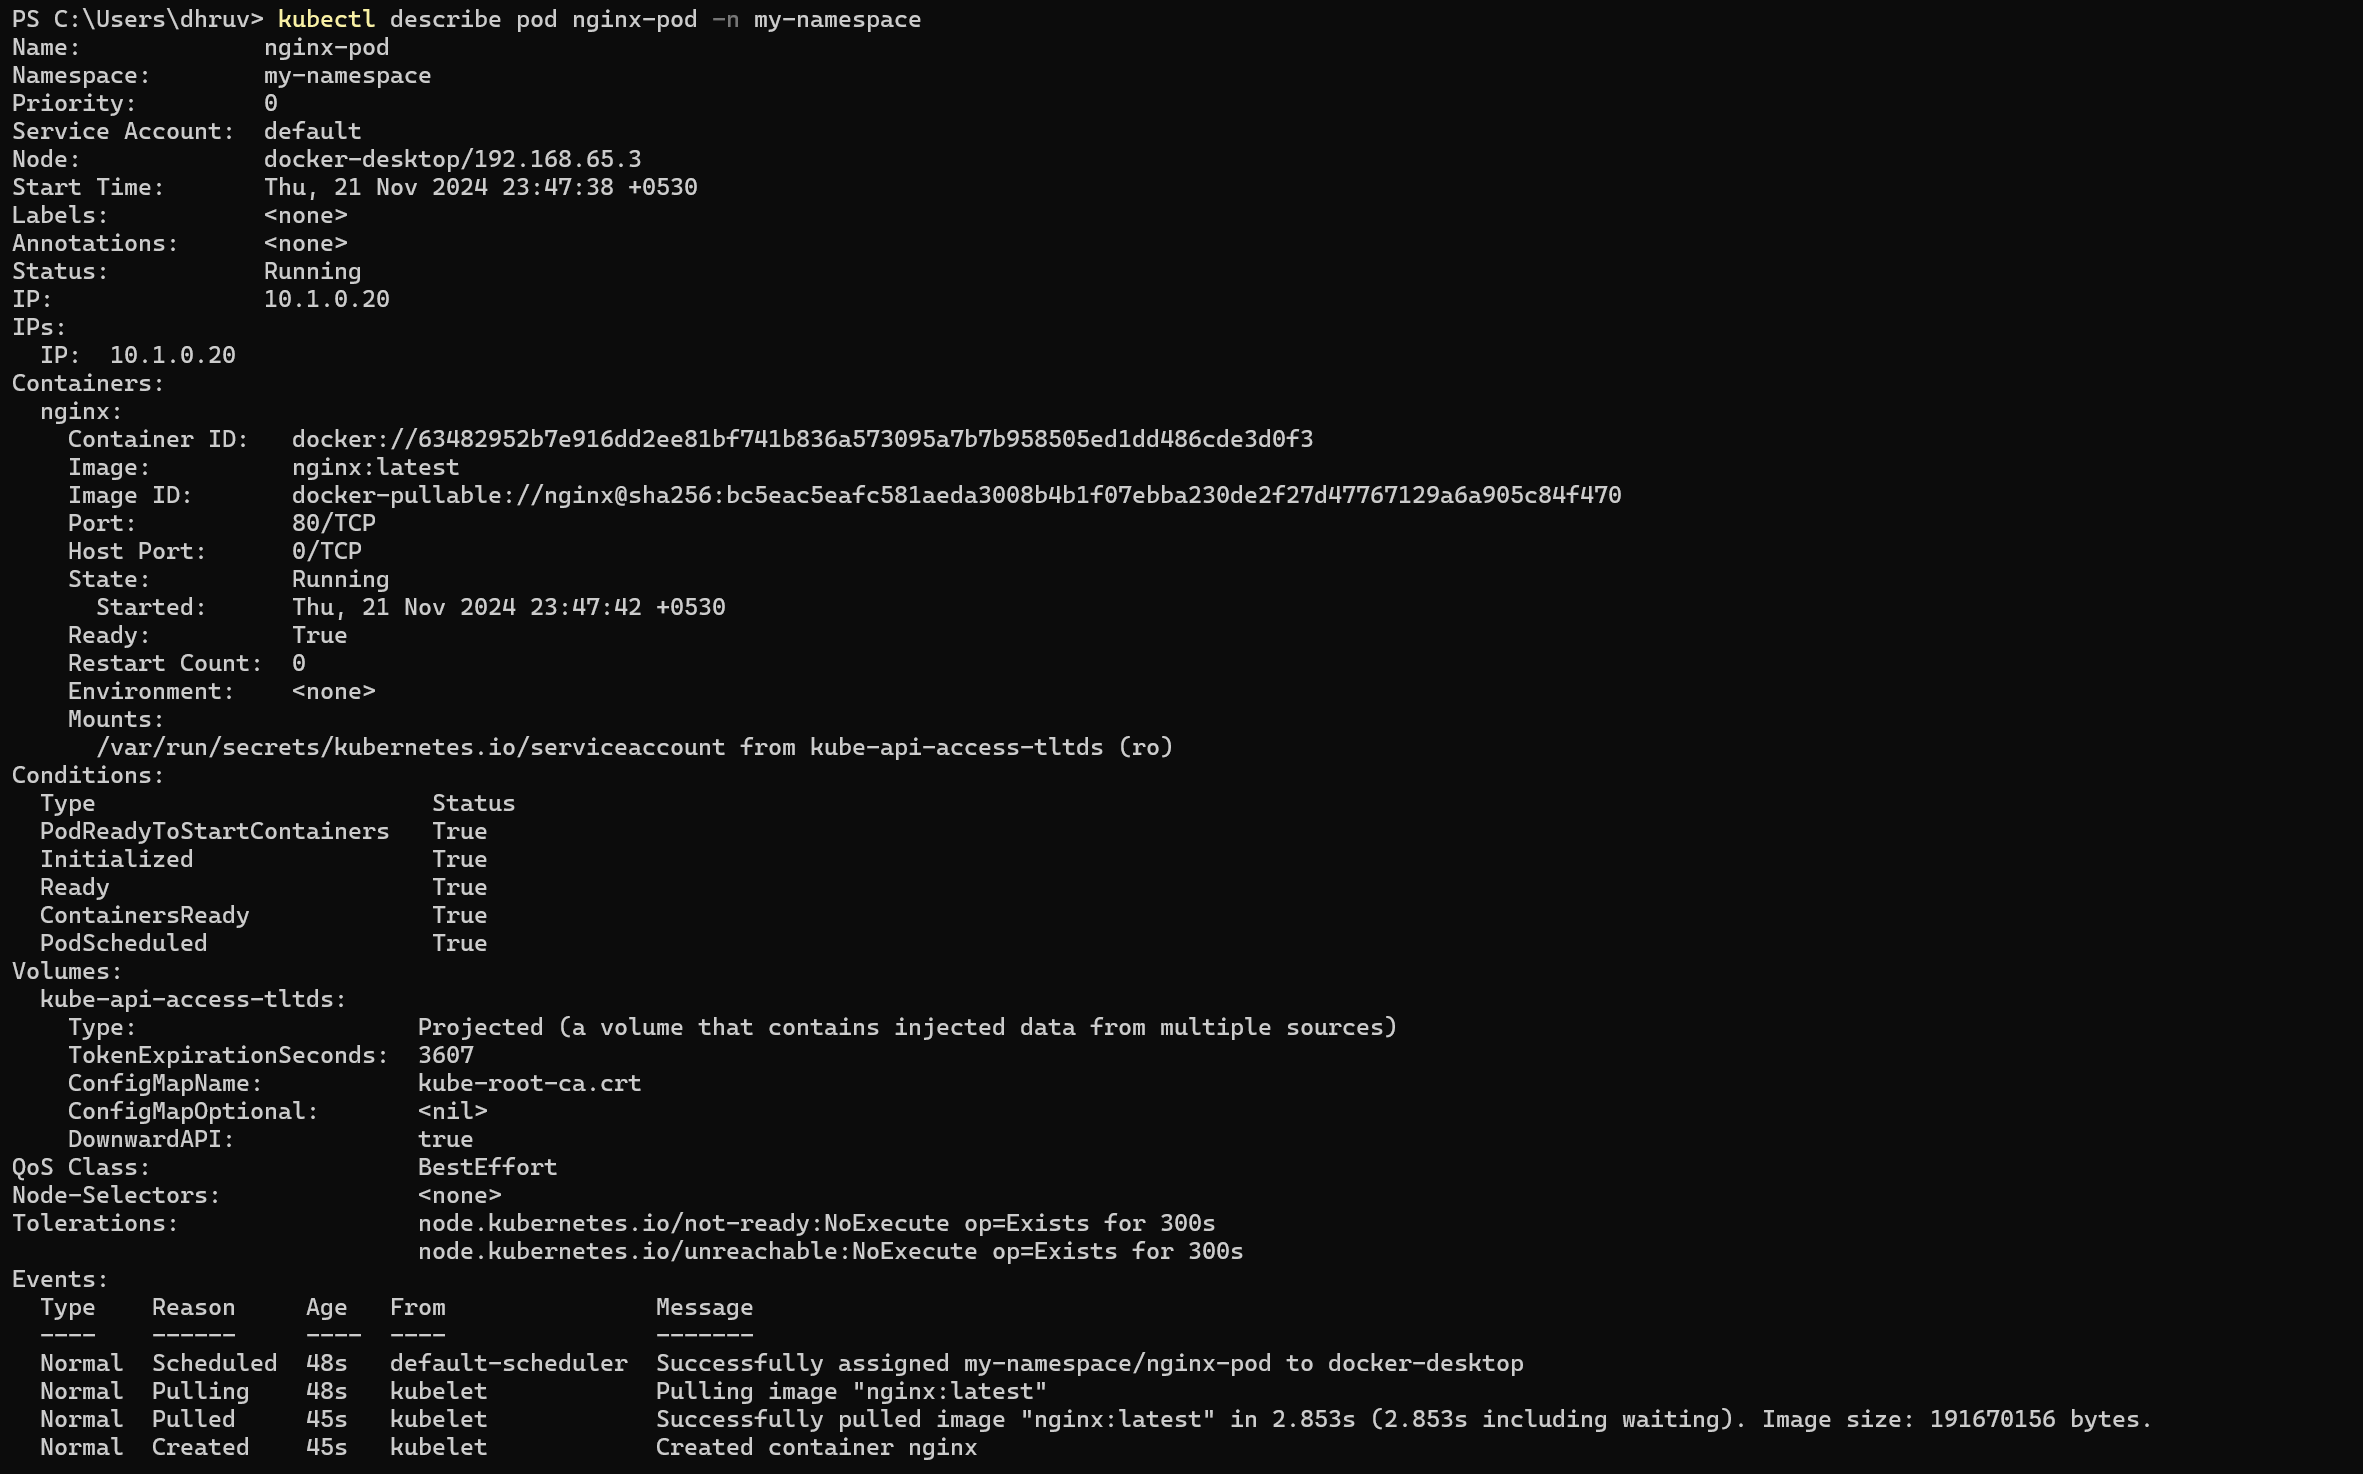 PS C:\Users\dhruv> kubectl describe pod nginx-pod -n my-namespace
Name:             nginx-pod
Namespace:        my-namespace
Priority:         0
Service Account:  default
Node:             docker-desktop/192.168.65.3
Start Time:       Thu, 21 Nov 2024 23:47:38 +0530
Labels:           <none>
Annotations:      <none>
Status:           Running
IP:               10.1.0.20
IPs:
  IP:  10.1.0.20
Containers:
  nginx:
    Container ID:   docker://63482952b7e916dd2ee81bf741b836a573095a7b7b958505ed1dd486cde3d0f3
    Image:          nginx:latest
    Image ID:       docker-pullable://nginx@sha256:bc5eac5eafc581aeda3008b4b1f07ebba230de2f27d47767129a6a905c84f470
    Port:           80/TCP
    Host Port:      0/TCP
    State:          Running
      Started:      Thu, 21 Nov 2024 23:47:42 +0530
    Ready:          True
    Restart Count:  0
    Environment:    <none>
    Mounts:
      /var/run/secrets/kubernetes.io/serviceaccount from kube-api-access-tltds (ro)
Conditions:
  Type                        Status
  PodReadyToStartContainers   True
  Initialized                 True
  Ready                       True
  ContainersReady             True
  PodScheduled                True
Volumes:
  kube-api-access-tltds:
    Type:                    Projected (a volume that contains injected data from multiple sources)
    TokenExpirationSeconds:  3607
    ConfigMapName:           kube-root-ca.crt
    ConfigMapOptional:       <nil>
    DownwardAPI:             true
QoS Class:                   BestEffort
Node-Selectors:              <none>
Tolerations:                 node.kubernetes.io/not-ready:NoExecute op=Exists for 300s
                             node.kubernetes.io/unreachable:NoExecute op=Exists for 300s
Events:
  Type    Reason     Age   From               Message
  ----    ------     ----  ----               -------
  Normal  Scheduled  48s   default-scheduler  Successfully assigned my-namespace/nginx-pod to docker-desktop
  Normal  Pulling    48s   kubelet            Pulling image "nginx:latest"
  Normal  Pulled     45s   kubelet            Successfully pulled image "nginx:latest" in 2.853s (2.853s including waiting). Image size: 191670156 bytes.
  Normal  Created    45s   kubelet            Created container nginx